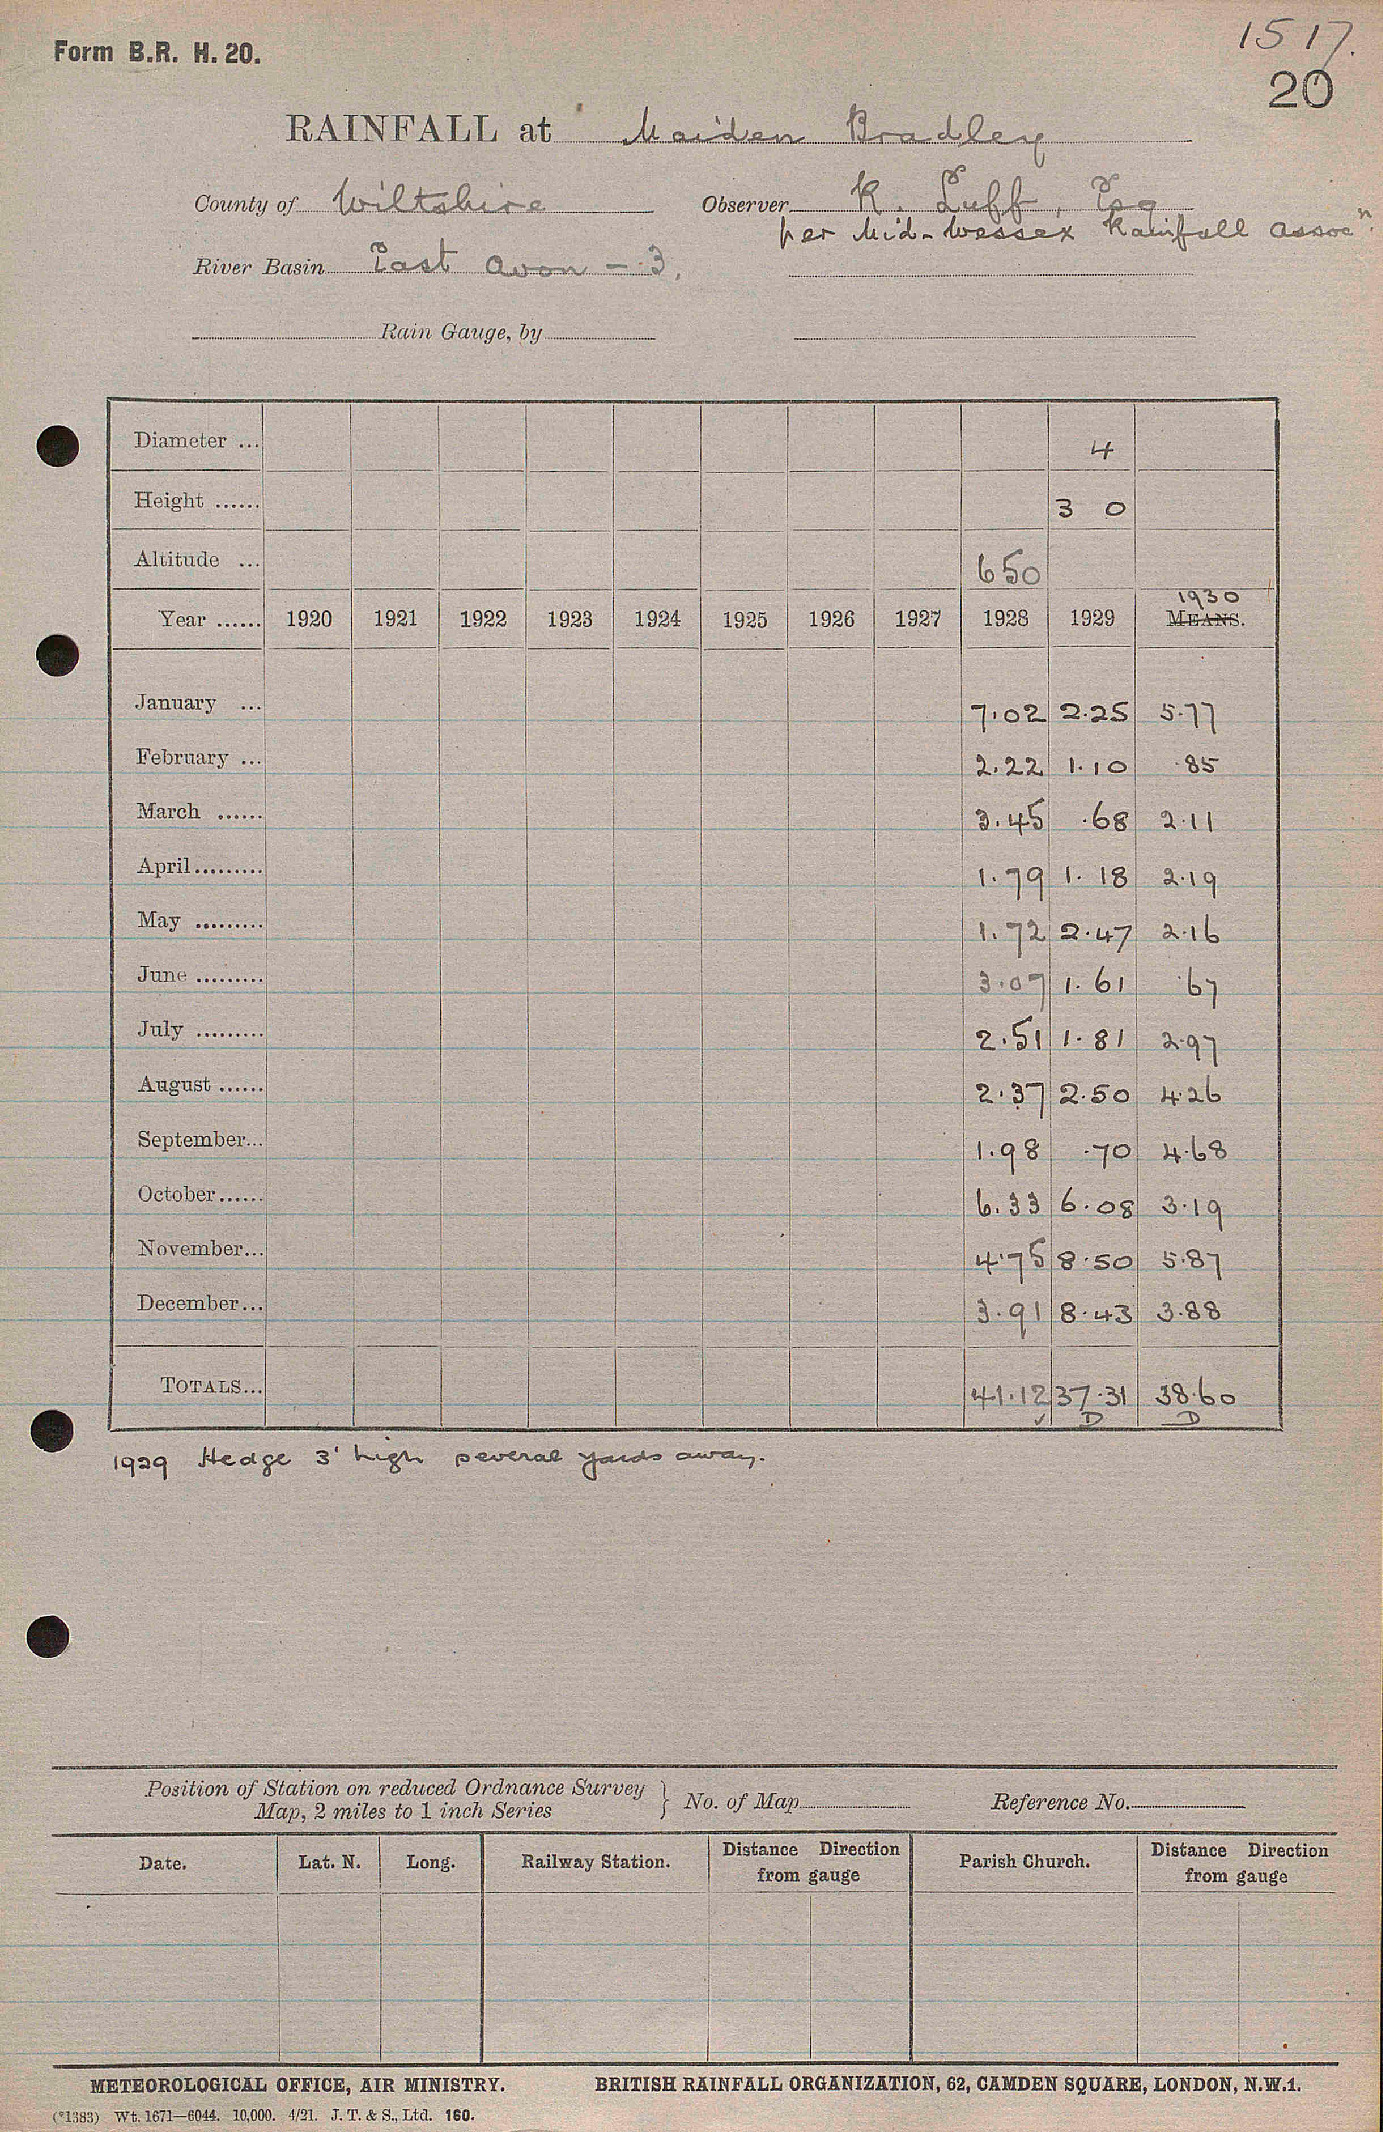 Form B.R. H. 20.
1517.
20
RAINFALL at Maiden Bradley
County of Wiltshire Observer R. Luff, Esq
per Mid-Wessex Rainfall Assocn.
River Basin East Avon - 3.
Rain Gauge, by
Diameter ... 4
Height ...... 3 0
Altitude ... 650
1930
Year ...... 1920 1921 1922 1923 1924 1925 1926 1927 1928 1929 MEANS.
January ... 7.02 2.25 5.77
February ... 2.22 1.10 .85
March ...... 3.45 .68 2.11
April ......... 1.79 1.18 2.19
May ......... 1.72 2.47 2.16
June ......... 3.07 1.61 .67
July ......... 2.51 1.81 2.97
August ...... 2.37 2.50 4.26
September ... 1.98 .70 4.68
October ...... 6.33 6.08 3.19
November ... 4.75 8.50 5.87
December ... 3.91 8.43 3.88
TOTALS ... 41.12 37.31 38.60
✓ D D
1929 Hedge 3' high several yards away.
Position of Station on reduced Ordnance Survey
Map, 2 miles to 1 inch Series } No. of Map Reference No.
Date. Lat. N. Long. Railway Station. Distance Direction from gauge Parish Church. Distance Direction from gauge
METEOROLOGICAL OFFICE, AIR MINISTRY. BRITISH RAINFALL ORGANIZATION, 62, CAMDEN SQUARE, LONDON, N.W.1.
(*1383) Wt. 1671—6044. 10,000. 4/21. J. T. & S., Ltd. 160.